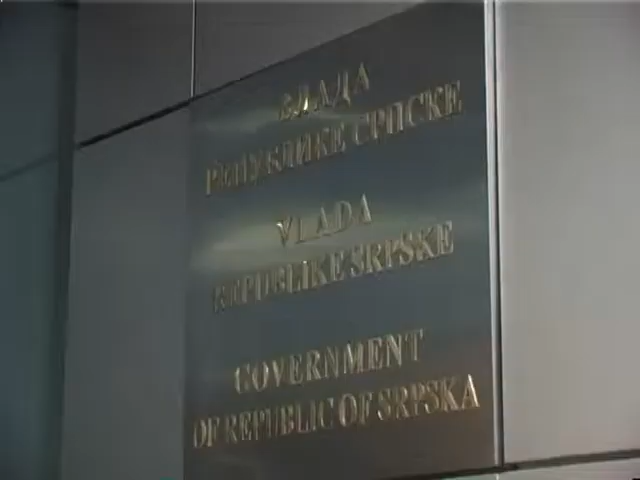 ВЛАДА
РЕПУБЛИКЕ СРПСКЕ
VLADA
REPUBLIKE SRPSKE
GOVERNMENT
OF REPUBLIC OF SRPSKA